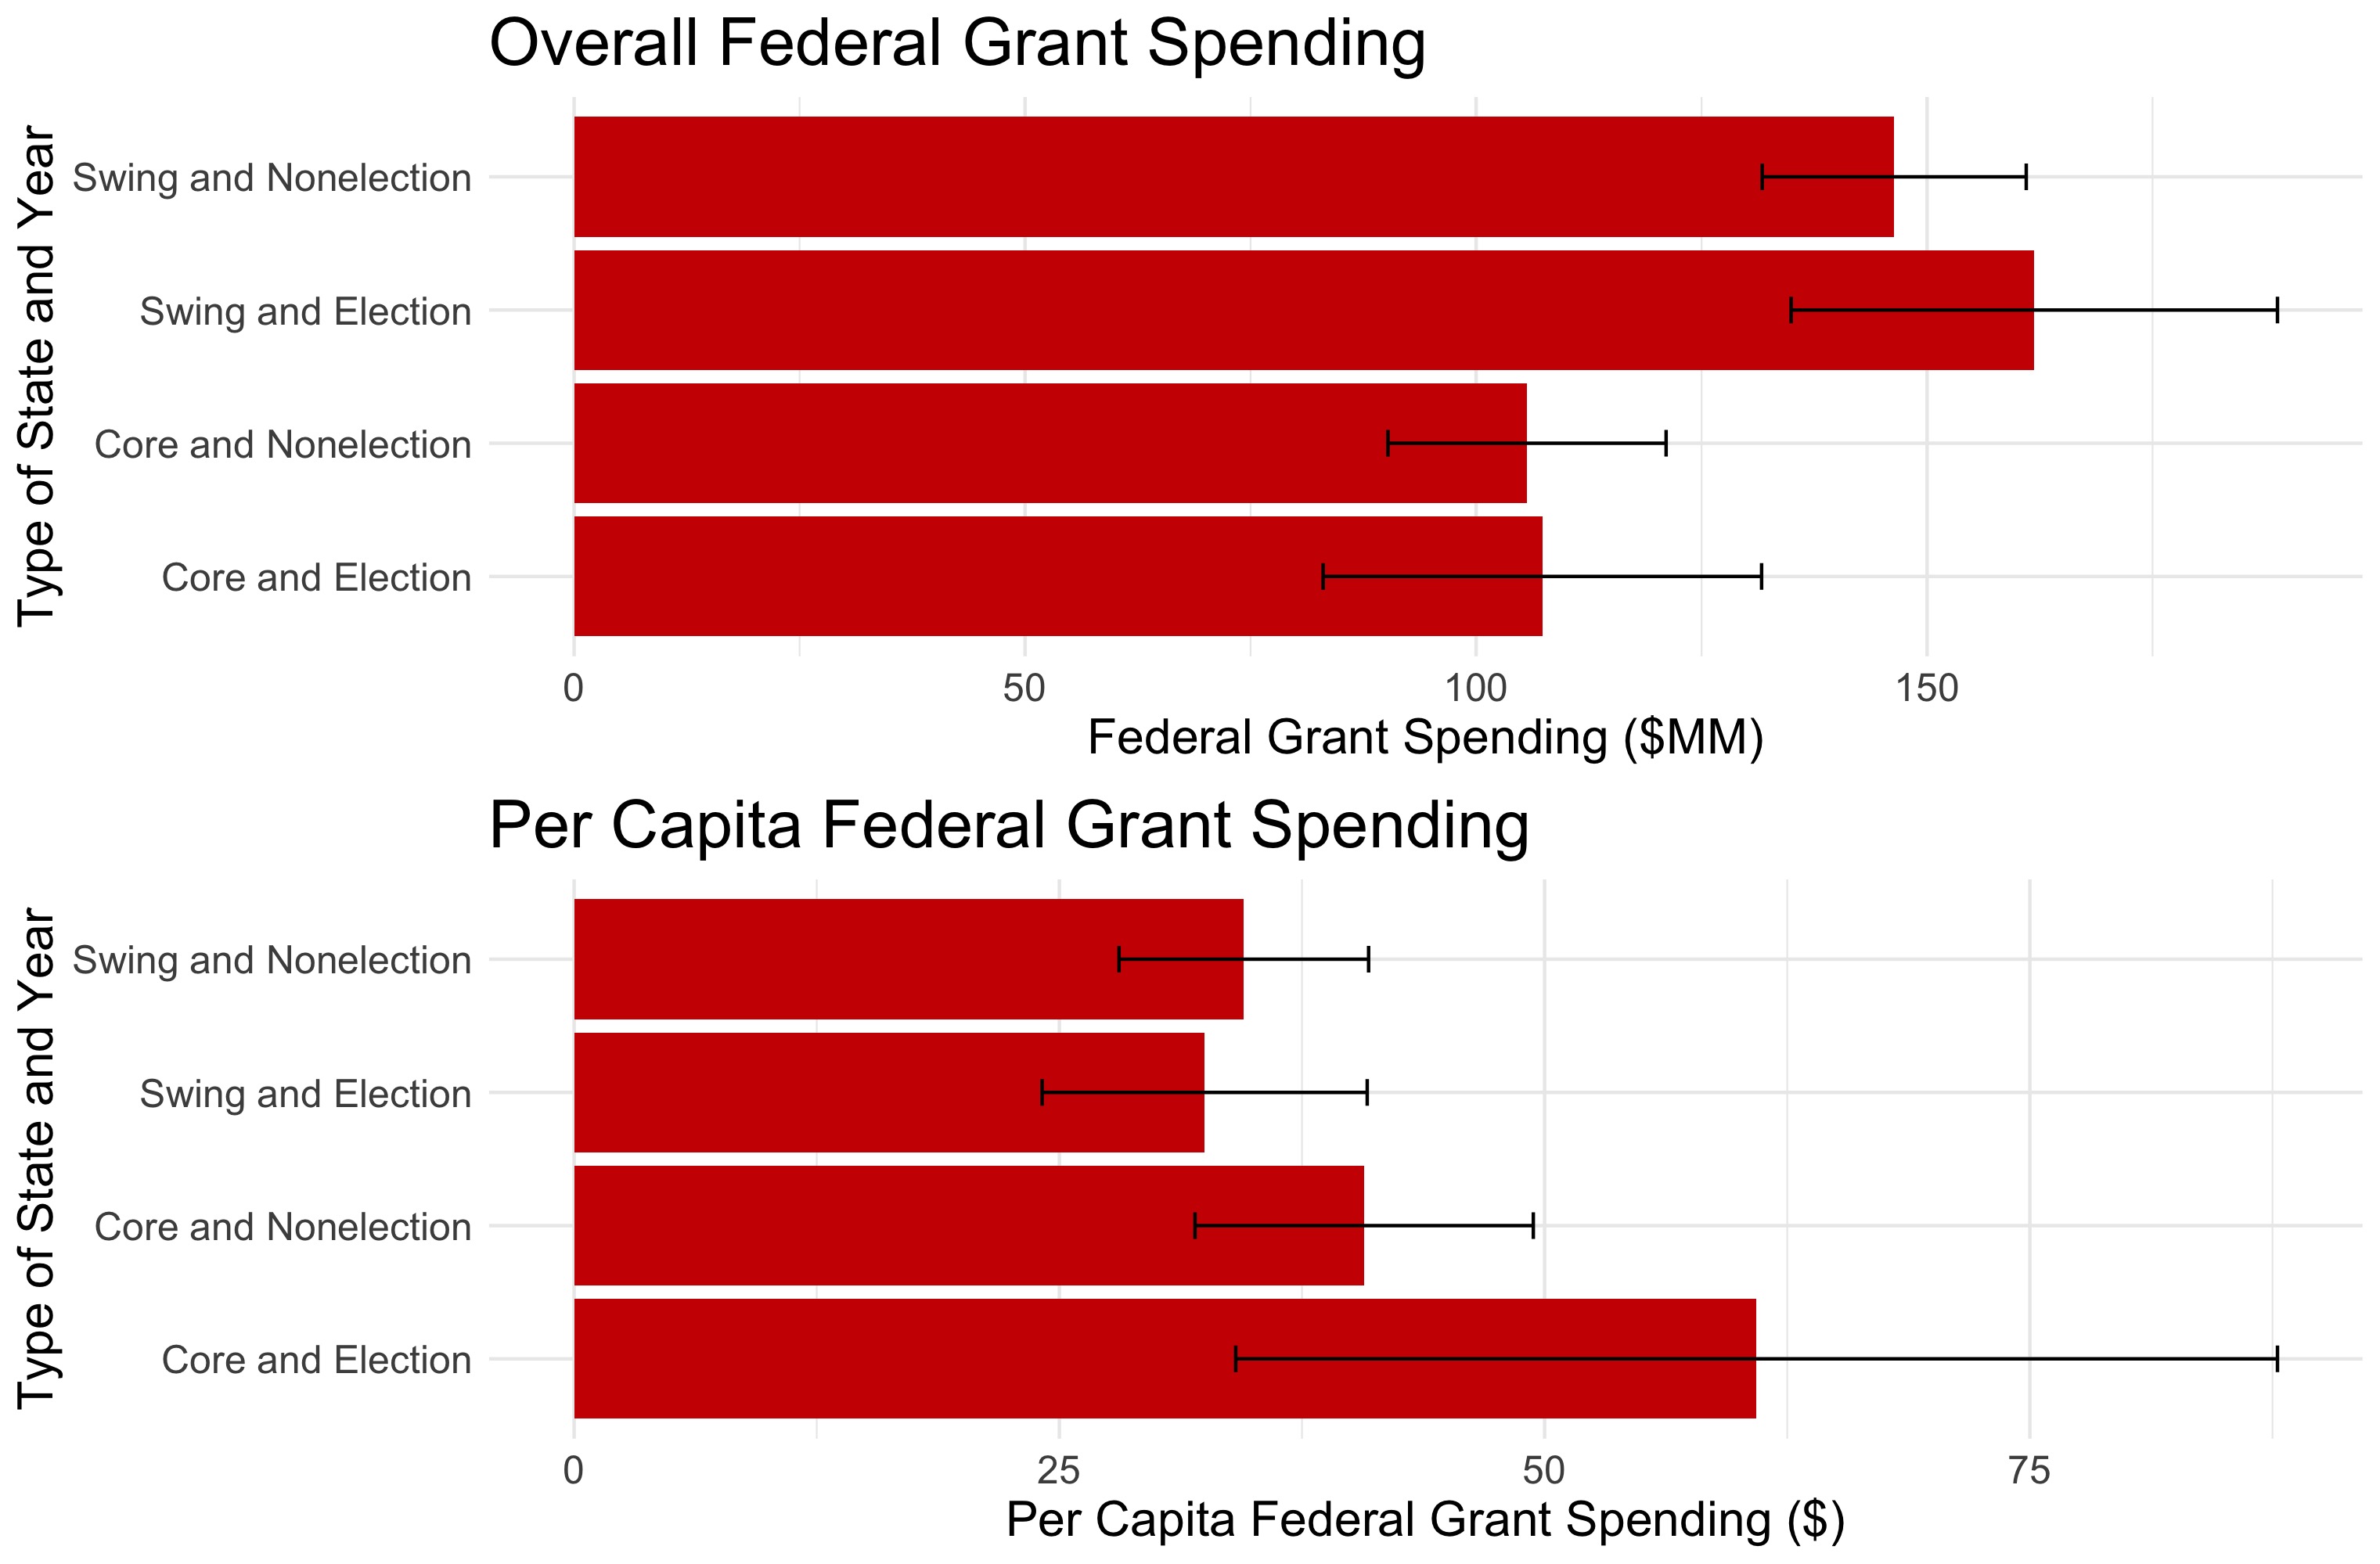 Overall Federal Grant Spending
Type of State and Year
Swing and Nonelection
Swing and Election
Core and Nonelection
Core and Election
0 50 100 150
Federal Grant Spending ($MM)
Per Capita Federal Grant Spending
Type of State and Year
Swing and Nonelection
Swing and Election
Core and Nonelection
Core and Election
0 25 50 75
Per Capita Federal Grant Spending ($)